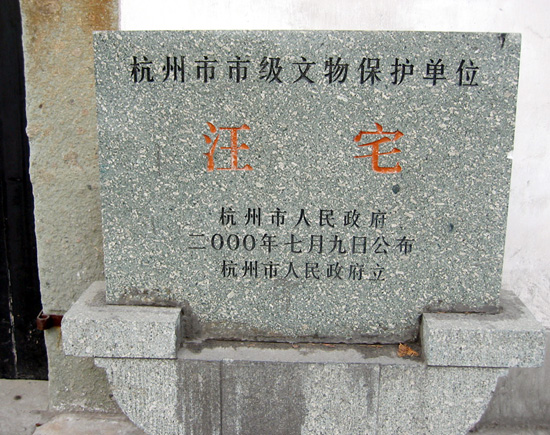 杭州市市级文物保护单位
汪宅
杭州市人民政府
二000年七月九日公布
杭州市人民政府立